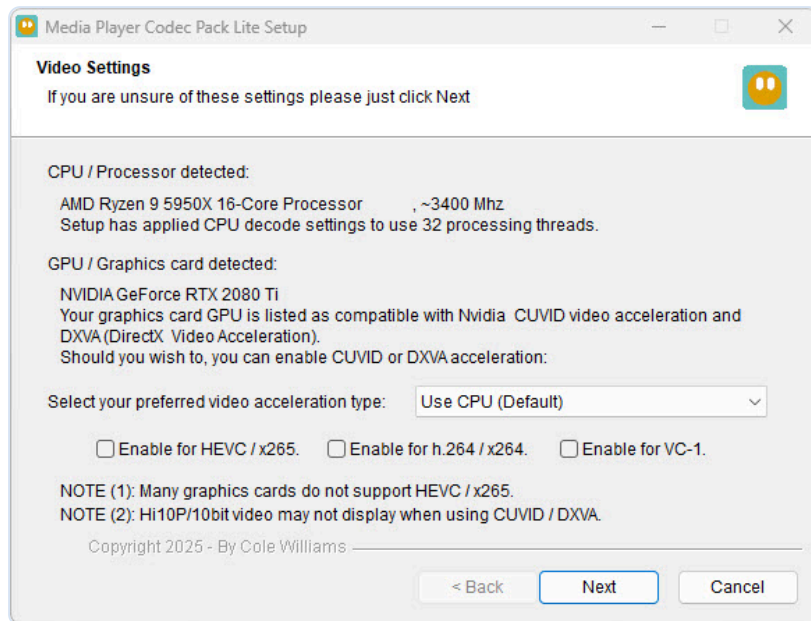 Media Player Codec Pack Lite Setup
Video Settings
If you are unsure of these settings please just click Next
CPU / Processor detected:
AMD Ryzen 9 5950X 16-Core Processor , ~3400 Mhz
Setup has applied CPU decode settings to use 32 processing threads.
GPU / Graphics card detected:
NVIDIA GeForce RTX 2080 Ti
Your graphics card GPU is listed as compatible with Nvidia CUVID video acceleration and
DXVA (DirectX Video Acceleration).
Should you wish to, you can enable CUVID or DXVA acceleration:
Select your preferred video acceleration type: Use CPU (Default)
Enable for HEVC / x265. Enable for h.264 / x264. Enable for VC-1.
NOTE (1): Many graphics cards do not support HEVC / x265.
NOTE (2): Hi10P/10bit video may not display when using CUVID / DXVA.
Copyright 2025 - By Cole Williams
< Back Next Cancel